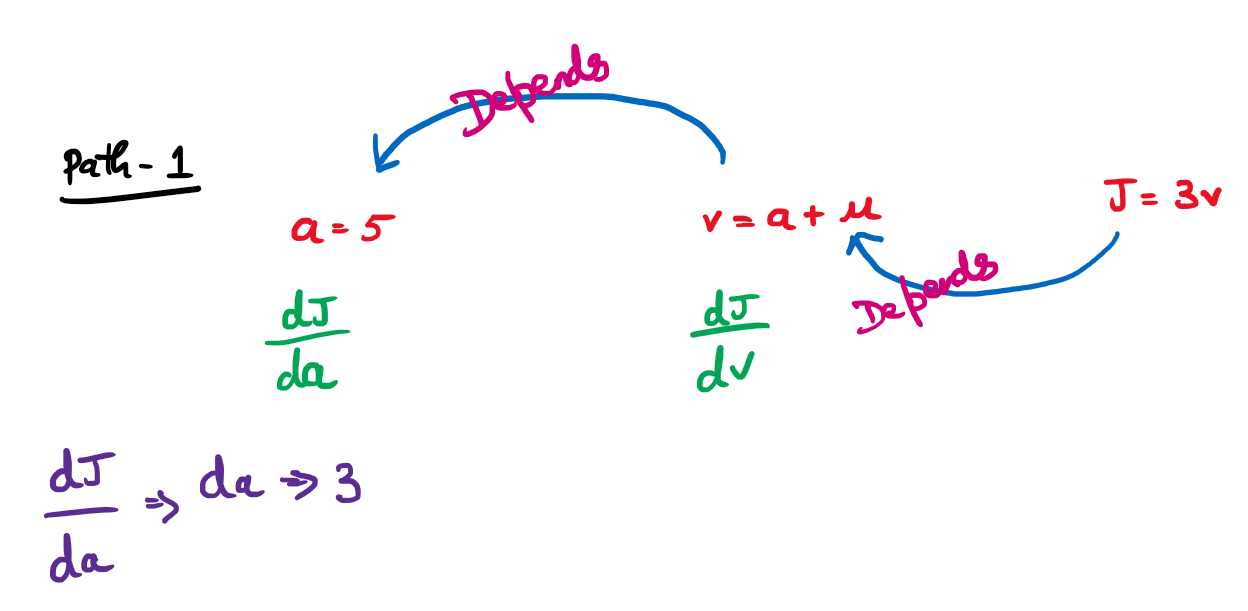 Depends
Path - 1
a = 5
v = a + u
J = 3v
Depends
dJ/da
dJ/dv
dJ/da ⇒ da ⇒ 3